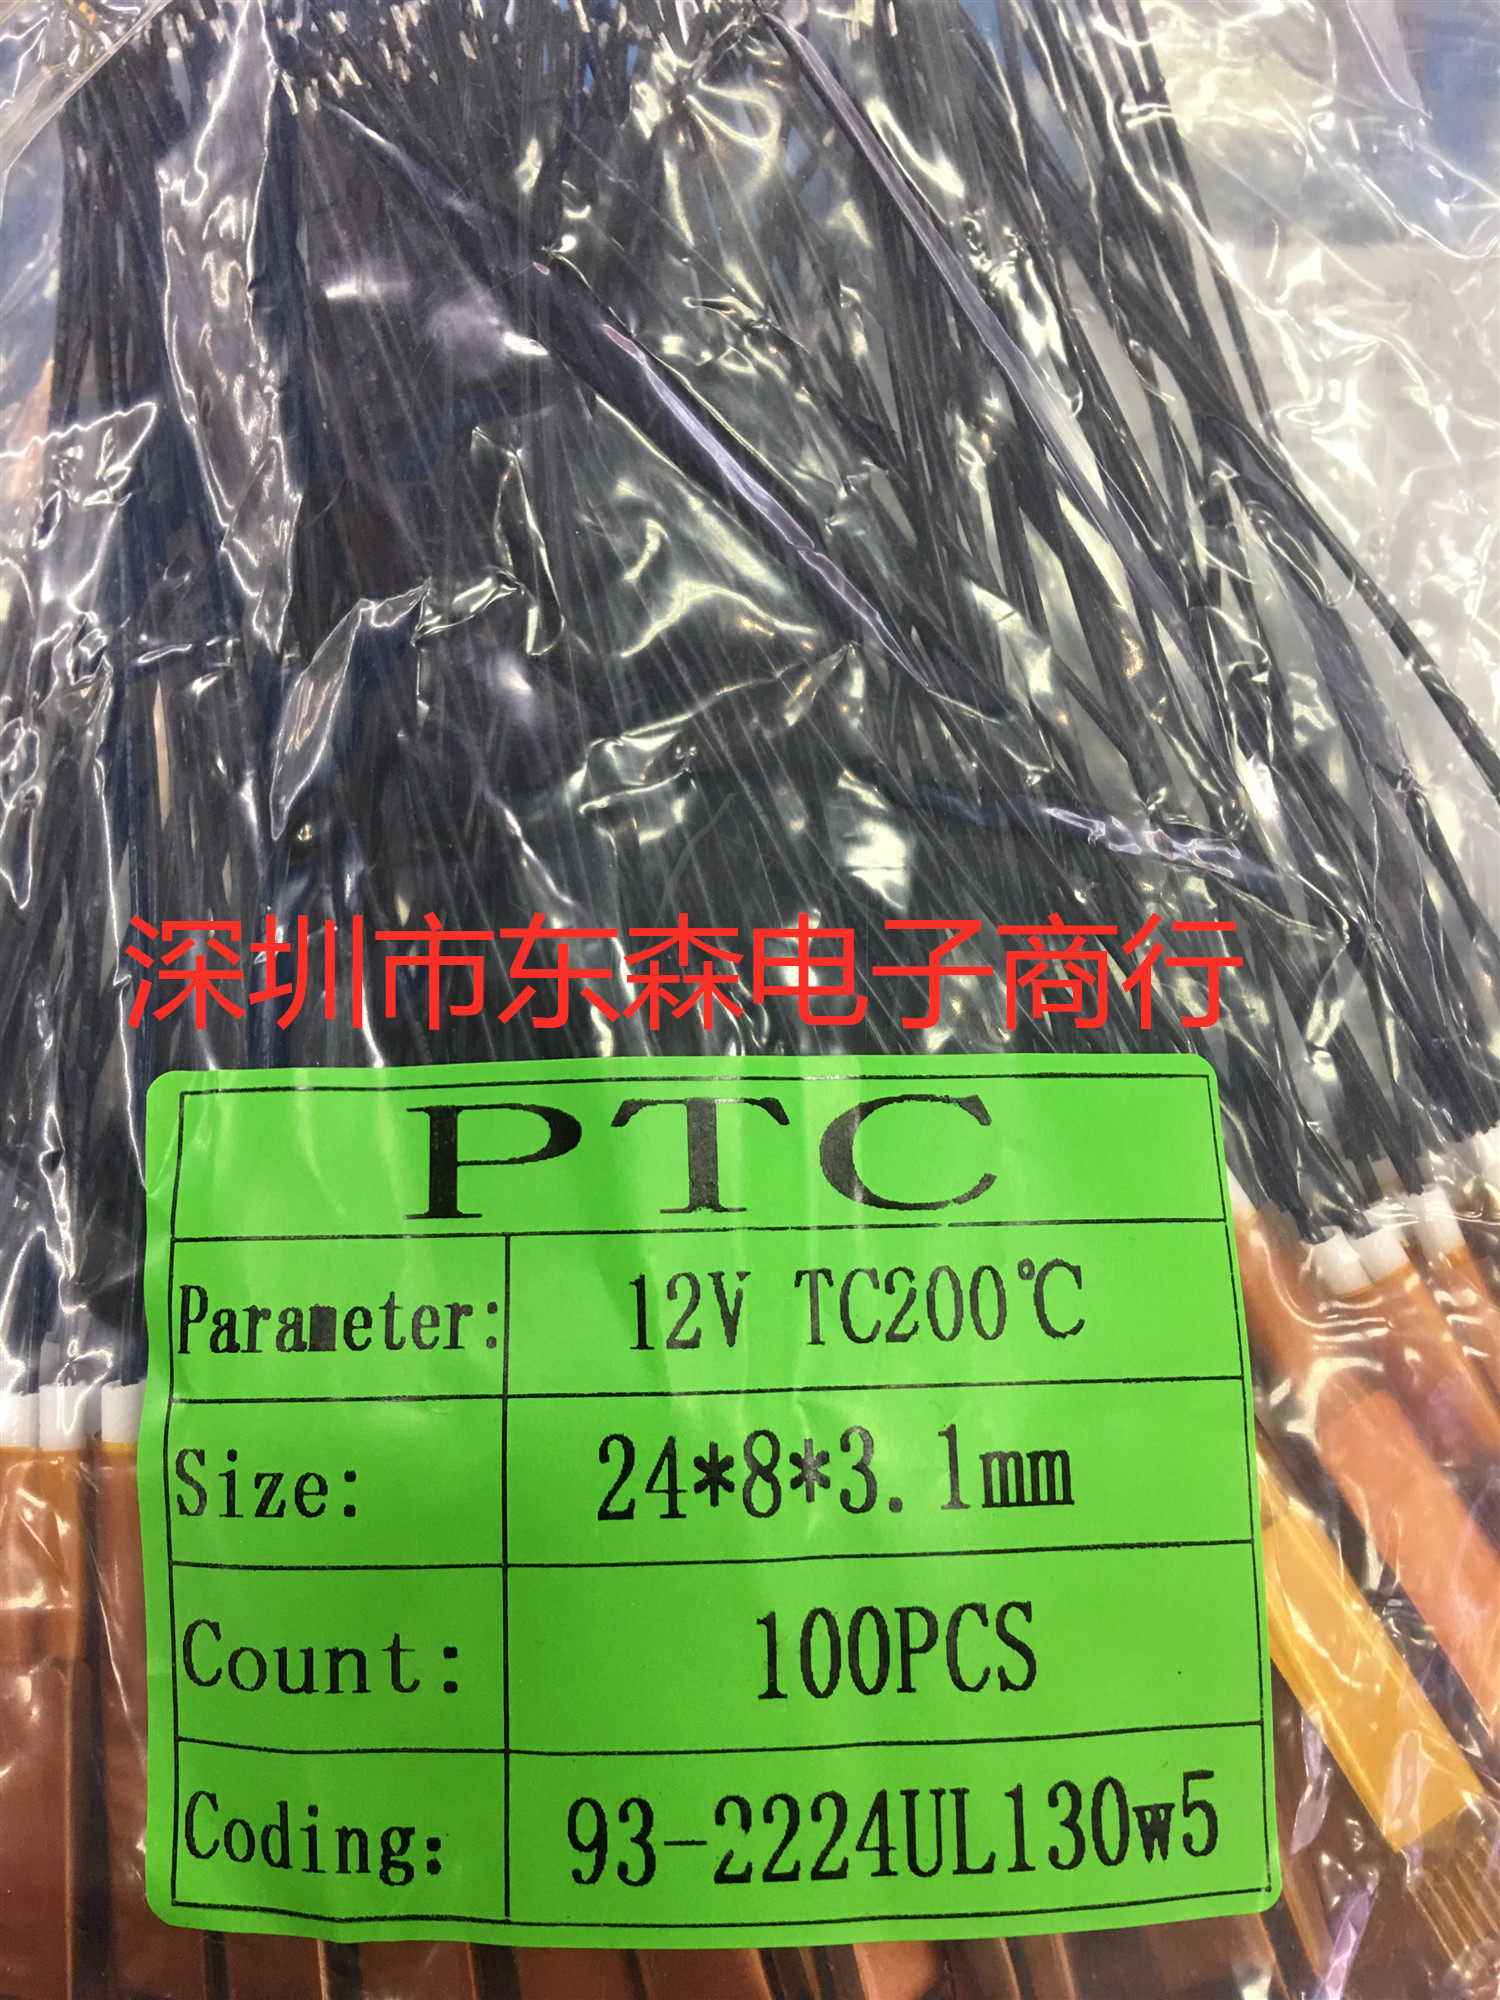 深圳市东森电子商行
PTC
Parameter: 12V TC200℃
Size: 24*8*3.1mm
Count: 100PCS
Coding: 93-2224UL130w5